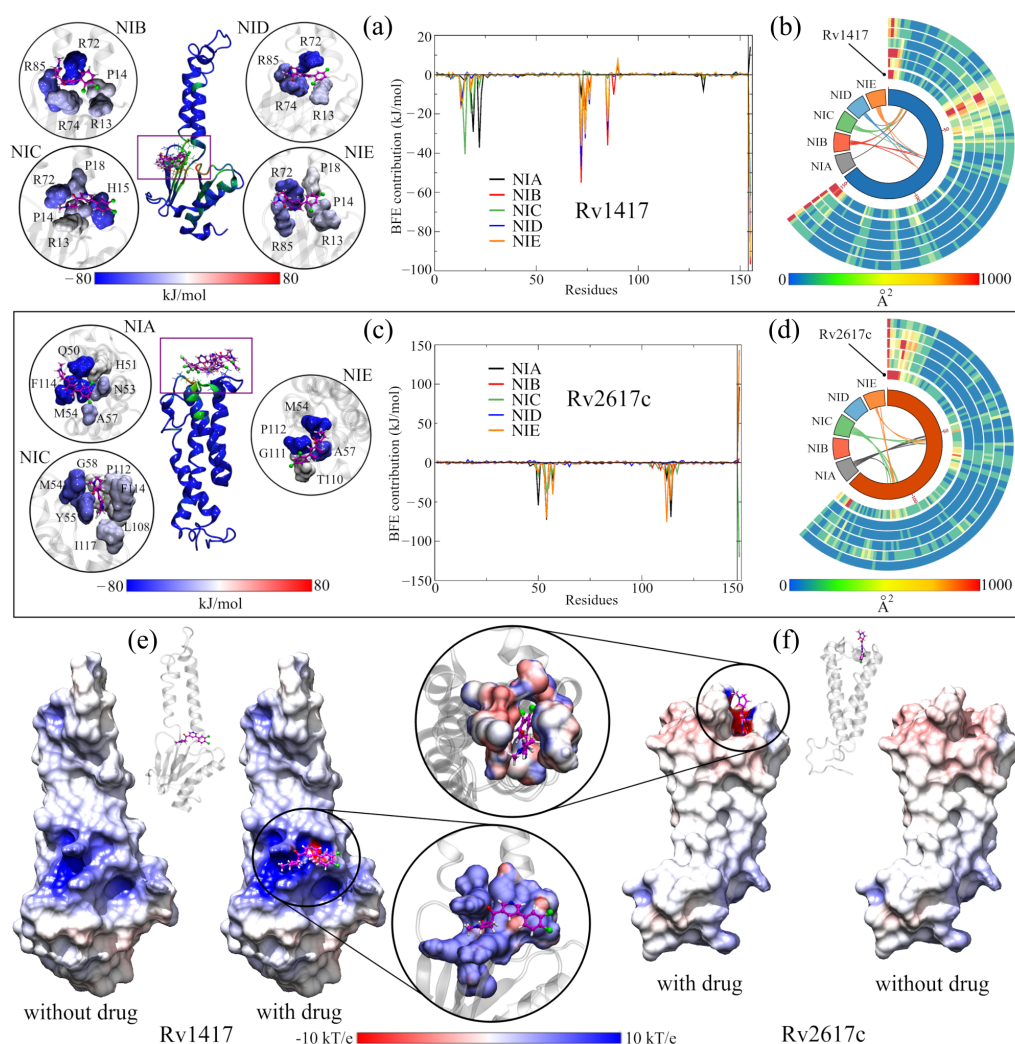 NIB
R72
R85
P14
R74
R13
NID
R72
R85
R74
R13
NIC
P18
R72
H15
P14
R13
NIE
P18
R72
P14
R85
R13
−80
80
kJ/mol
(a)
20
0
−20
−40
−60
−80
−100
BFE contribution (kJ/mol)
NIA
NIB
NIC
NID
NIE
Rv1417
0
50
100
150
Residues
(b)
Rv1417
NIE
NID
NIC
NIB
NIA
0
1000
Å²
NIA
Q50
H51
F114
N53
M54
A57
NIC
G58
P112
M54
F114
Y55
L108
I117
NIE
M54
P112
A57
G111
T110
−80
80
kJ/mol
(c)
150
100
50
0
−50
−100
−150
BFE contribution (kJ/mol)
NIA
NIB
NIC
NID
NIE
Rv2617c
0
50
100
150
Residues
(d)
Rv2617c
NIE
NID
NIC
NIB
NIA
0
1000
Å²
(e)
(f)
without drug
with drug
with drug
without drug
Rv1417
-10 kT/e
10 kT/e
Rv2617c